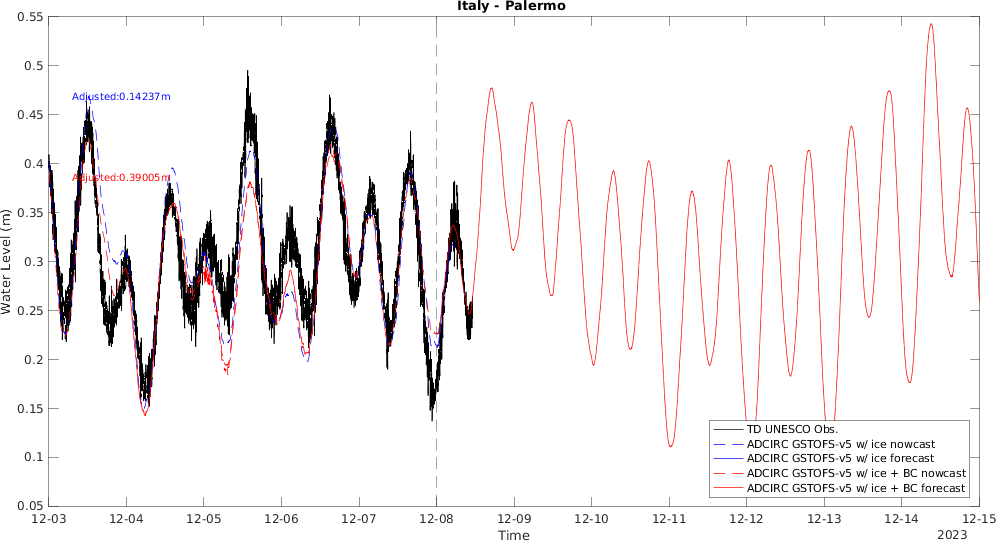 Italy - Palermo
0.55
0.5
0.45
0.4
0.35
0.3
0.25
0.2
0.15
0.1
0.05
Water Level (m)
Adjusted:0.14237m
Adjusted:0.39005m
TD UNESCO Obs.
ADCIRC GSTOFS-v5 w/ ice nowcast
ADCIRC GSTOFS-v5 w/ ice forecast
ADCIRC GSTOFS-v5 w/ ice + BC nowcast
ADCIRC GSTOFS-v5 w/ ice + BC forecast
12-03 12-04 12-05 12-06 12-07 12-08 12-09 12-10 12-11 12-12 12-13 12-14 12-15
Time
2023